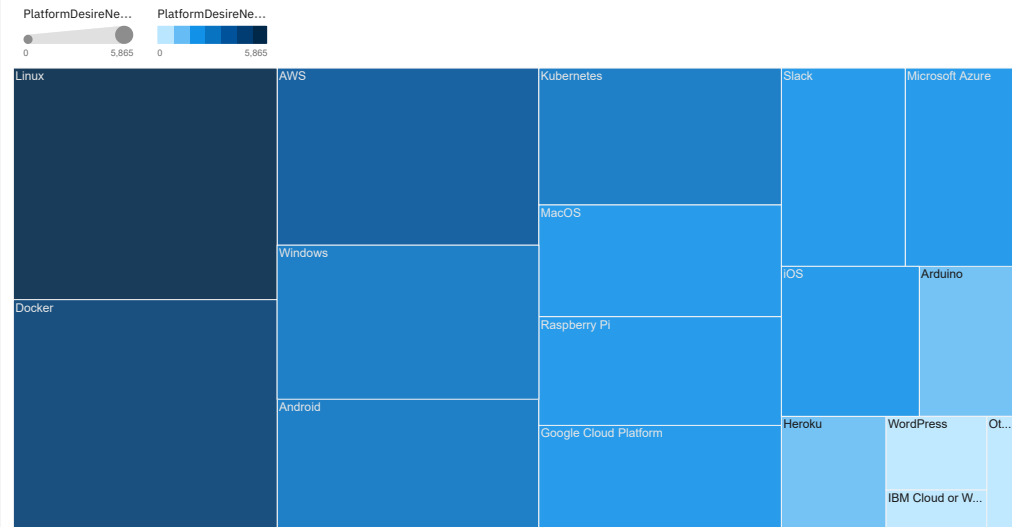 PlatformDesireNe... PlatformDesireNe...
0 5,865 0 5,865
Linux
AWS
Kubernetes
Slack
Microsoft Azure
MacOS
Windows
iOS
Arduino
Docker
Raspberry Pi
Android
Heroku
WordPress
Ot...
Google Cloud Platform
IBM Cloud or W...